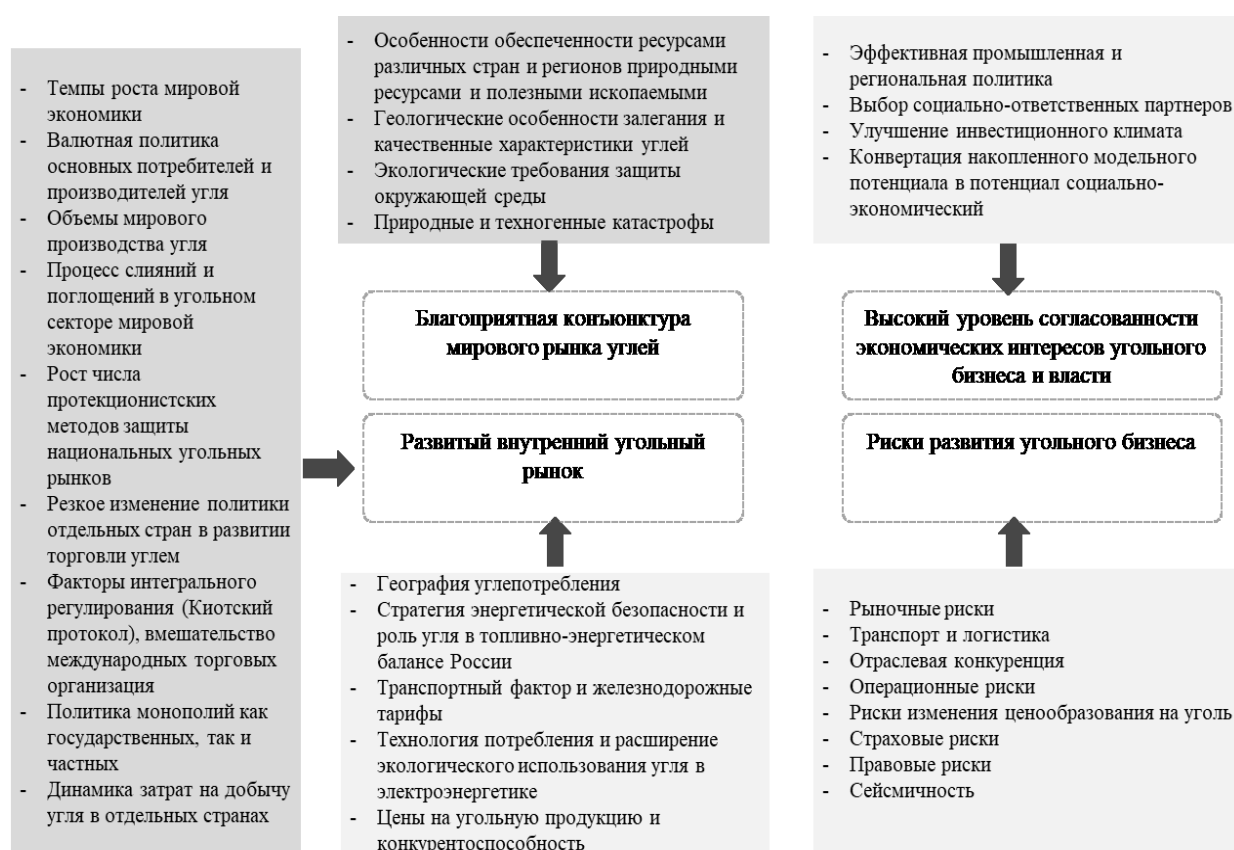 - Темпы роста мировой
экономики
- Валютная политика
основных потребителей и
производителей угля
- Объемы мирового
производства угля
- Процесс слияний и
поглощений в угольном
секторе мировой
экономики
- Рост числа
протекционистских
методов защиты
национальных угольных
рынков
- Резкое изменение политики
отдельных стран в развитии
торговли углем
- Факторы интегрального
регулирования (Киотский
протокол), вмешательство
международных торговых
организация
- Политика монополий как
государственных, так и
частных
- Динамика затрат на добычу
угля в отдельных странах
- Особенности обеспеченности ресурсами
различных стран и регионов природными
ресурсами и полезными ископаемыми
- Геологические особенности залегания и
качественные характеристики углей
- Экологические требования защиты
окружающей среды
- Природные и техногенные катастрофы
Благоприятная конъюнктура
мирового рынка углей
Развитый внутренний угольный
рынок
- География углепотребления
- Стратегия энергетической безопасности и
роль угля в топливно-энергетическом
балансе России
- Транспортный фактор и железнодорожные
тарифы
- Технология потребления и расширение
экологического использования угля в
электроэнергетике
- Цены на угольную продукцию и
конкурентоспособность
- Эффективная промышленная и
региональная политика
- Выбор социально-ответственных партнеров
- Улучшение инвестиционного климата
- Конвертация накопленного модельного
потенциала в потенциал социально-
экономический
Высокий уровень согласованности
экономических интересов угольного
бизнеса и власти
Риски развития угольного бизнеса
- Рыночные риски
- Транспорт и логистика
- Отраслевая конкуренция
- Операционные риски
- Риски изменения ценообразования на уголь
- Страховые риски
- Правовые риски
- Сейсмичность